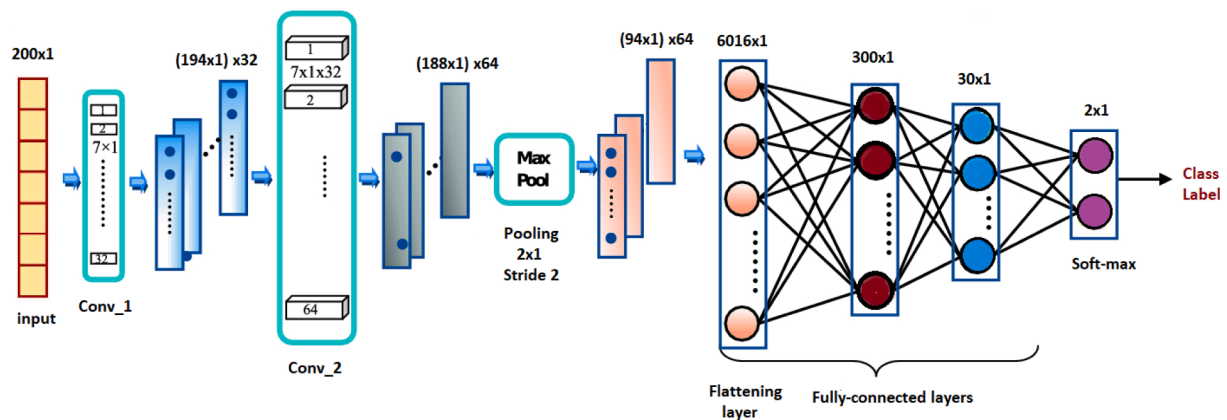 200x1
input
1
2
7×1
32
Conv_1
(194x1) x32
1
7x1x32
2
64
Conv_2
(188x1) x64
Max
Pool
Pooling
2x1
Stride 2
(94x1) x64
6016x1
Flattening
layer
300x1
30x1
Fully-connected layers
2x1
Soft-max
Class
Label